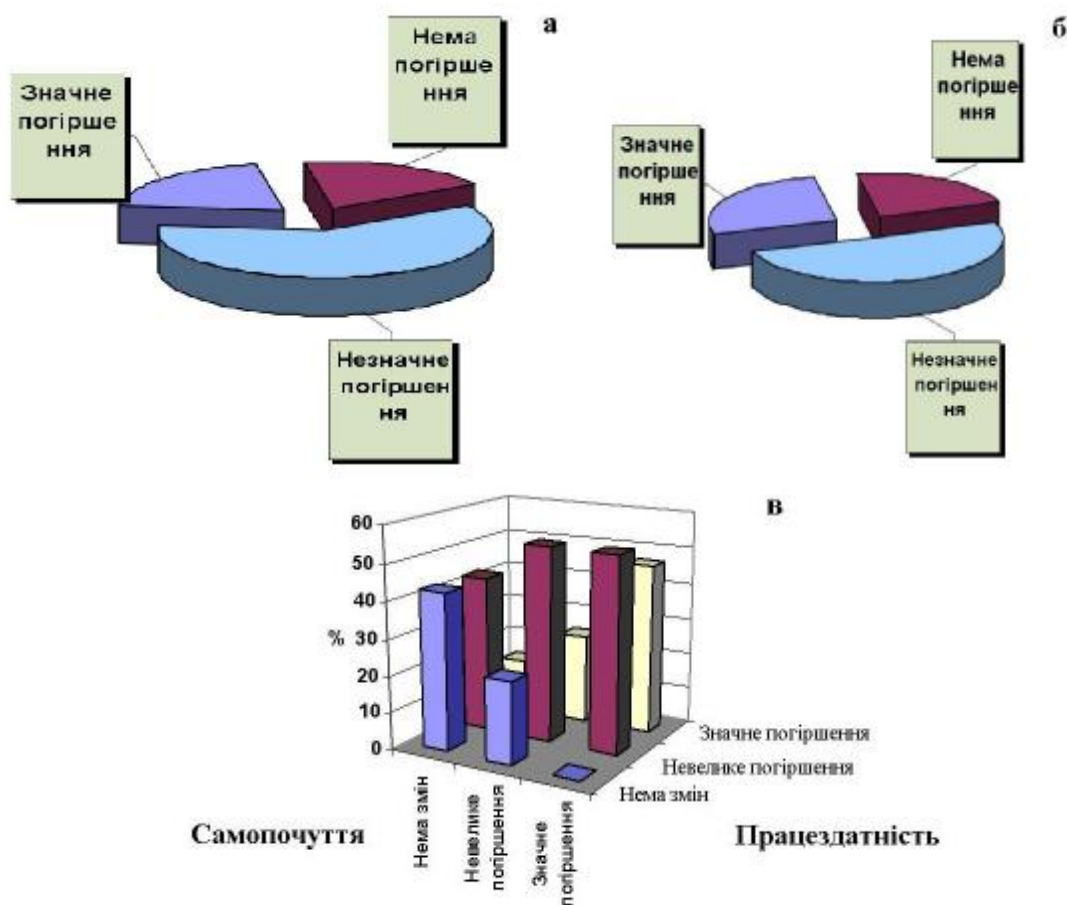 а
Нема
погірше
ння
Значне
погірше
ння
Незначне
погіршен
ня
б
Нема
погірше
ння
Значне
погірше
ння
Незначне
погіршен
ня
в
60
50
40
% 30
20
10
0
Нема змін
Невелике
погіршення
Значне
погіршення
Значне погіршення
Невелике погіршення
Нема змін
Самопочуття
Працездатність